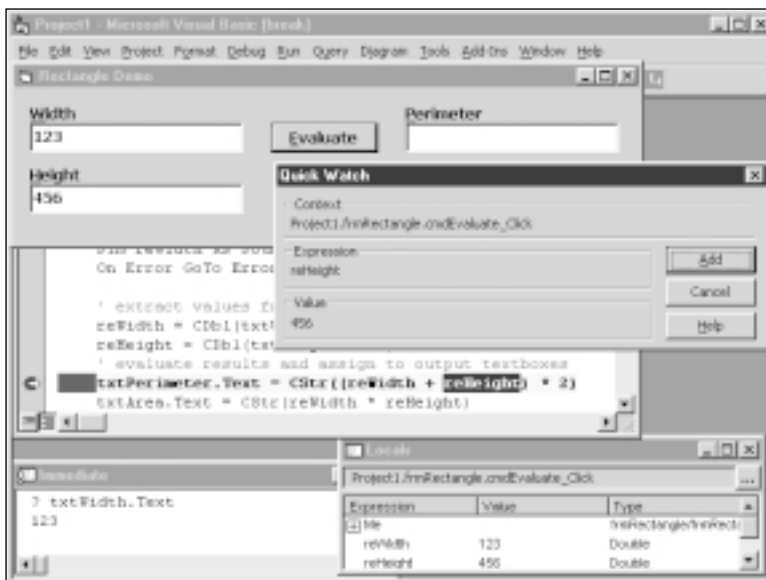 Project1 - Microsoft Visual Basic [break]
File Edit View Project Format Debug Run Query Diagram Tools Add-Ins Window Help
Rectangle Demo
Width
123
Evaluate
Perimeter
Height
456
Quick Watch
Context
Project1.frmRectangle.cmdEvaluate_Click
Expression
reHeight
Add
Value
456
Cancel
Help
On Error GoTo Erro
' extract values f
reWidth = CDbl(txt
reHeight = CDbl(tx
' evaluate results and assign to output textboxes
txtPerimeter.Text = CStr((reWidth + reHeight) * 2)
txtArea.Text = CStr(reWidth * reHeight)
Immediate
? txtWidth.Text
123
Locals
Project1.frmRectangle.cmdEvaluate_Click
...
Expression Value Type
Me frmRectangle/frmRect
reWidth 123 Double
reHeight 456 Double